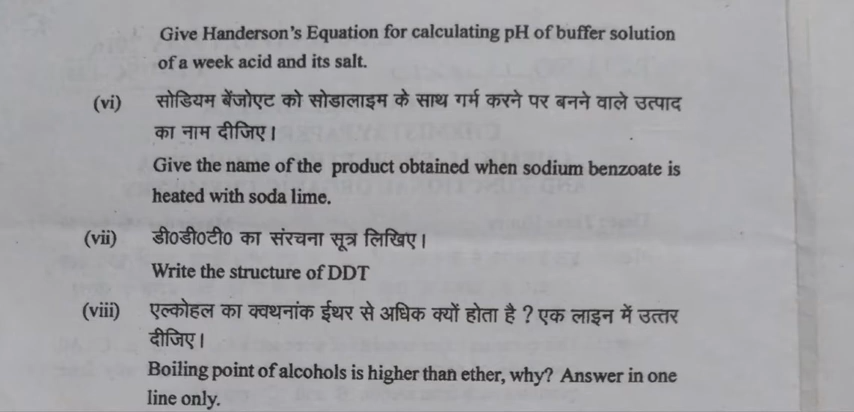 Give Handerson's Equation for calculating pH of buffer solution
of a week acid and its salt.
(vi) सोडियम बेंजोएट को सोडालाइम के साथ गर्म करने पर बनने वाले उत्पाद
का नाम दीजिए।
Give the name of the product obtained when sodium benzoate is
heated with soda lime.
(vii) डी0डी0टी0 का संरचना सूत्र लिखिए।
Write the structure of DDT
(viii) एल्कोहल का क्वथनांक ईथर से अधिक क्यों होता है ? एक लाइन में उत्तर
दीजिए।
Boiling point of alcohols is higher than ether, why? Answer in one
line only.